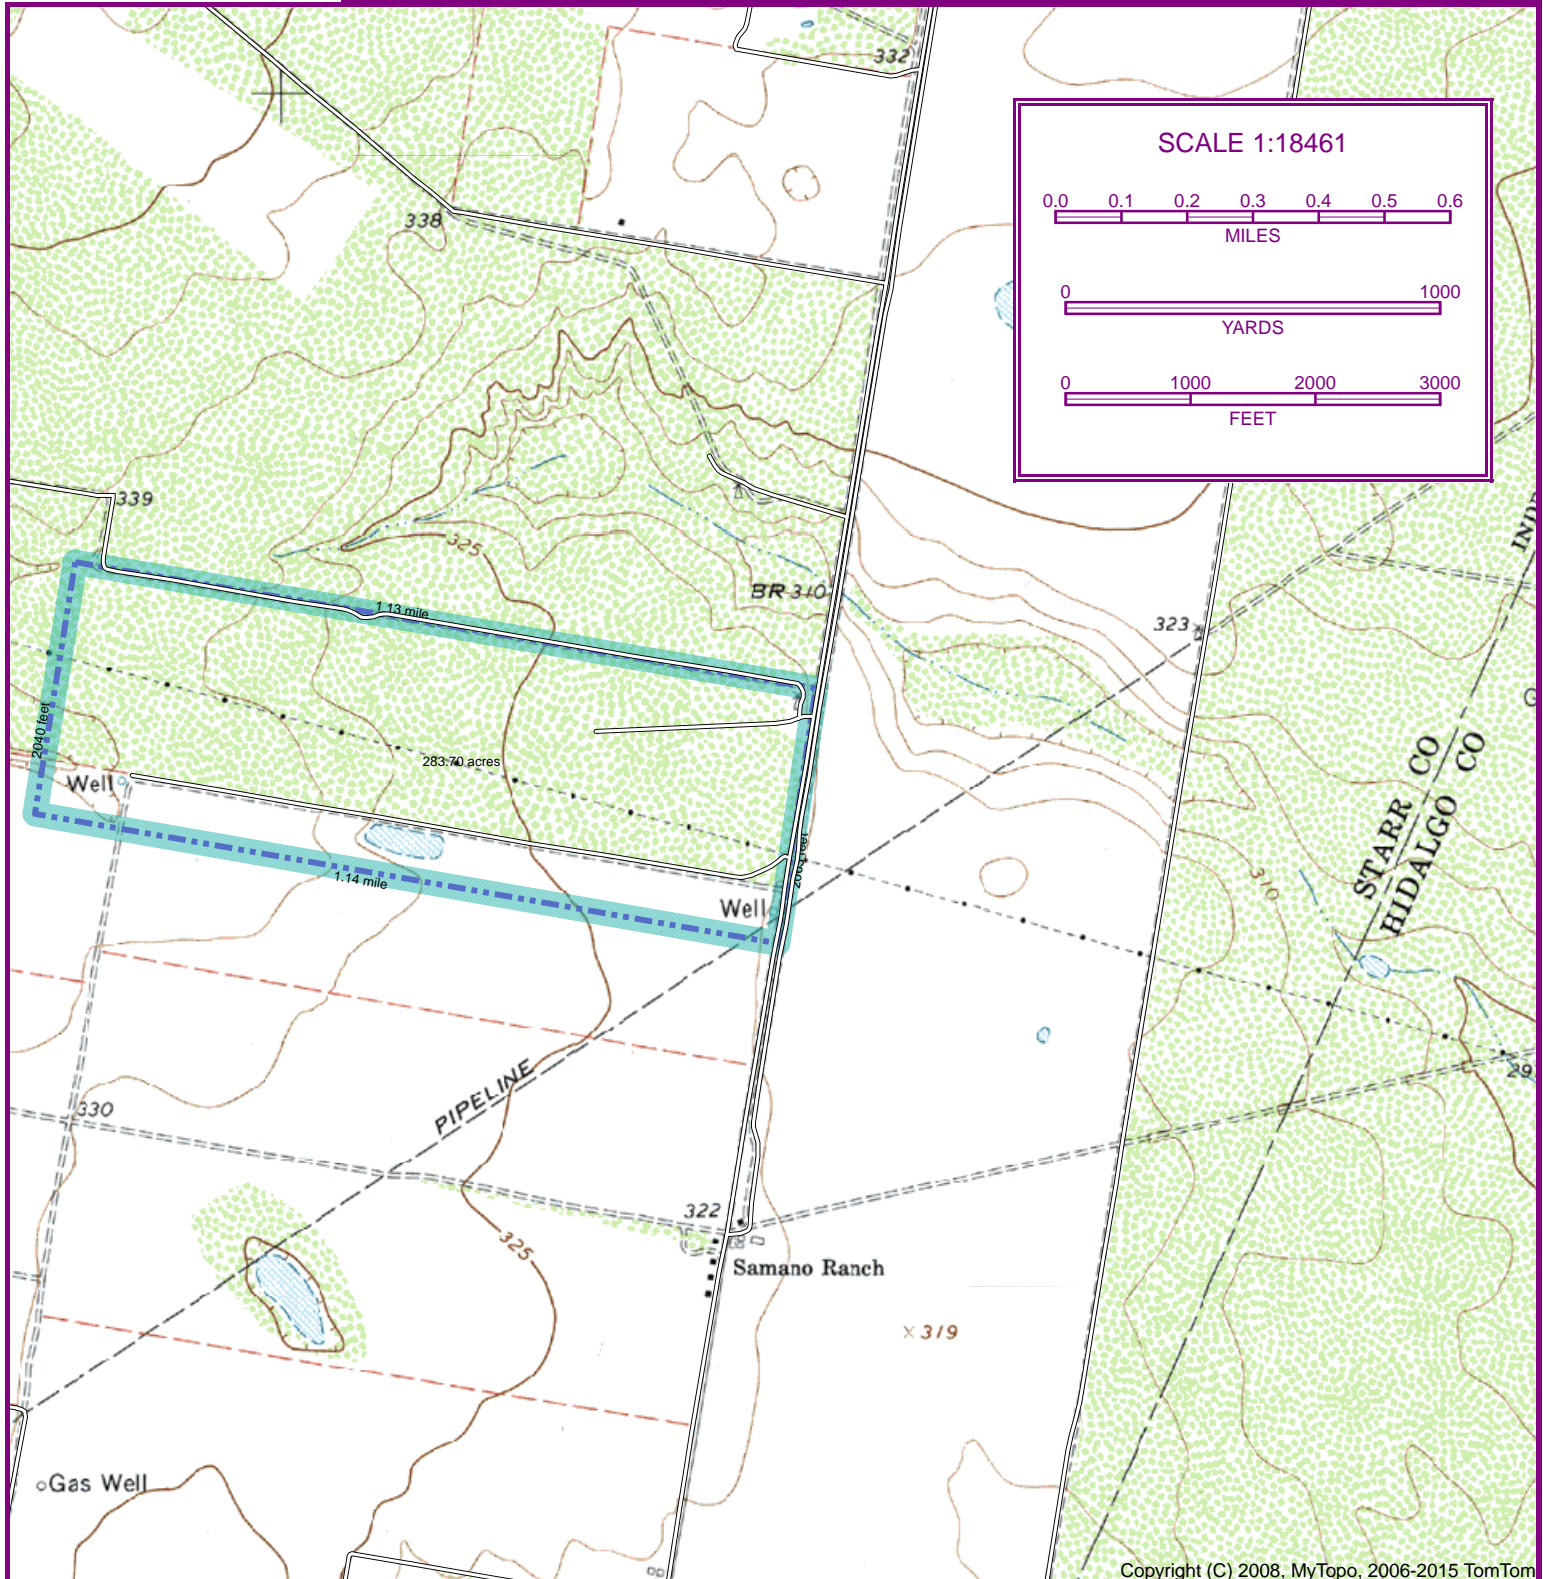 332
SCALE 1:18461
0.0 0.1 0.2 0.3 0.4 0.5 0.6
MILES
338
0 1000
YARDS
0 1000 2000 3000
FEET
339
325
BR 310
1.13 mile
323
2040 feet
283.70 acres
Well
STARR CO
HIDALGO CO
1.14 mile
310
Well
PIPELINE
330
322
325
Samano Ranch
319
Gas Well
Copyright (C) 2008, MyTopo, 2006-2015 TomTom